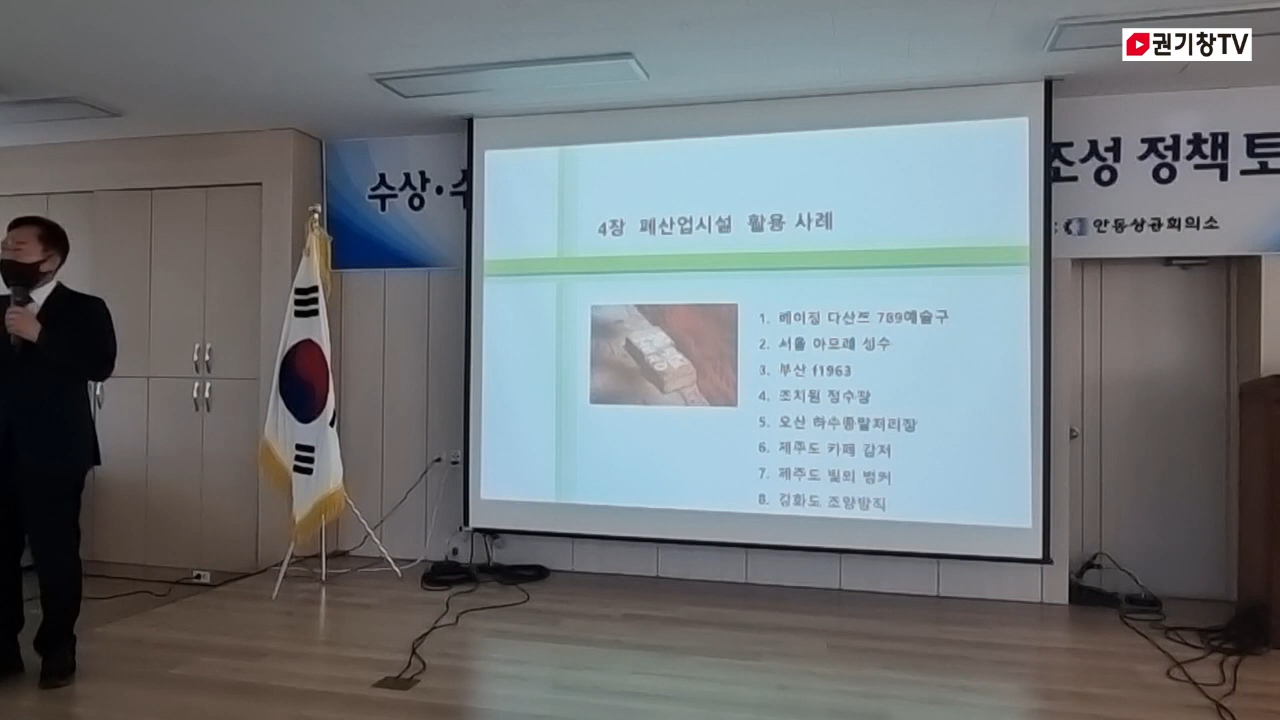 권기창TV
수상·수
조성 정책 토
: 안동상공회의소
4장 폐산업시설 활용 사례
1. 베이징 다산쯔 789예술구
2. 서울 아모레 성수
3. 부산 f1963
4. 조치원 정수장
5. 오산 하수종말처리장
6. 제주도 카페 감저
7. 제주도 빛의 벙커
8. 강화도 조양방직